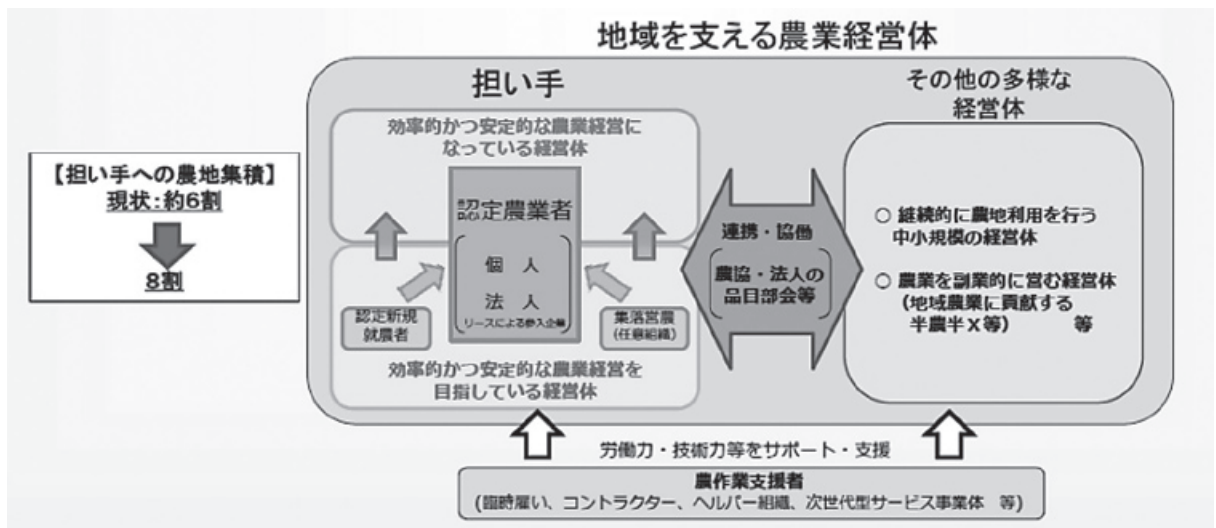 地域を支える農業経営体
担い手
効率的かつ安定的な農業経営に
なっている経営体
認定農業者
個 人
法 人
(リースによる参入企業)
認定新規
就農者
集落営農
(任意組織)
効率的かつ安定的な農業経営を
目指している経営体
【担い手への農地集積】
現状:約6割
8割
連携・協働
農協・法人の
品目部会等
その他の多様な
経営体
○ 継続的に農地利用を行う
中小規模の経営体
○ 農業を副業的に営む経営体
(地域農業に貢献する
半農半X等) 等
労働力・技術力等をサポート・支援
農作業支援者
(臨時雇い、コントラクター、ヘルパー組織、次世代型サービス事業体 等)